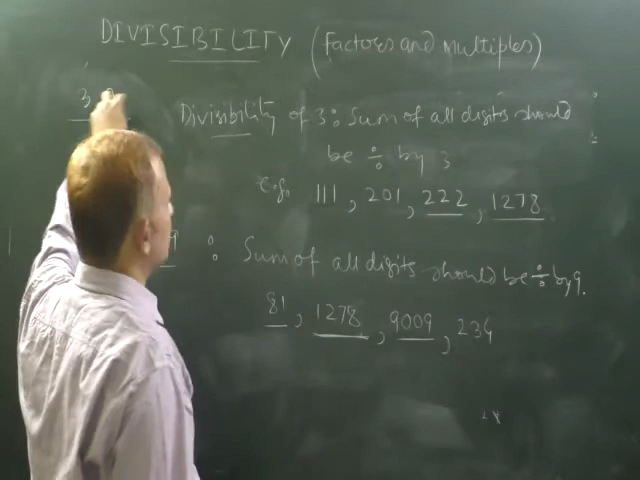 DIVISIBILITY (Factors and multiples)
3,
Divisibility of 3: Sum of all digits should
be ÷ by 3
e.g. 111, 201, 222, 1278
9 : Sum of all digits should be ÷ by 9.
81, 1278, 9009, 234
18